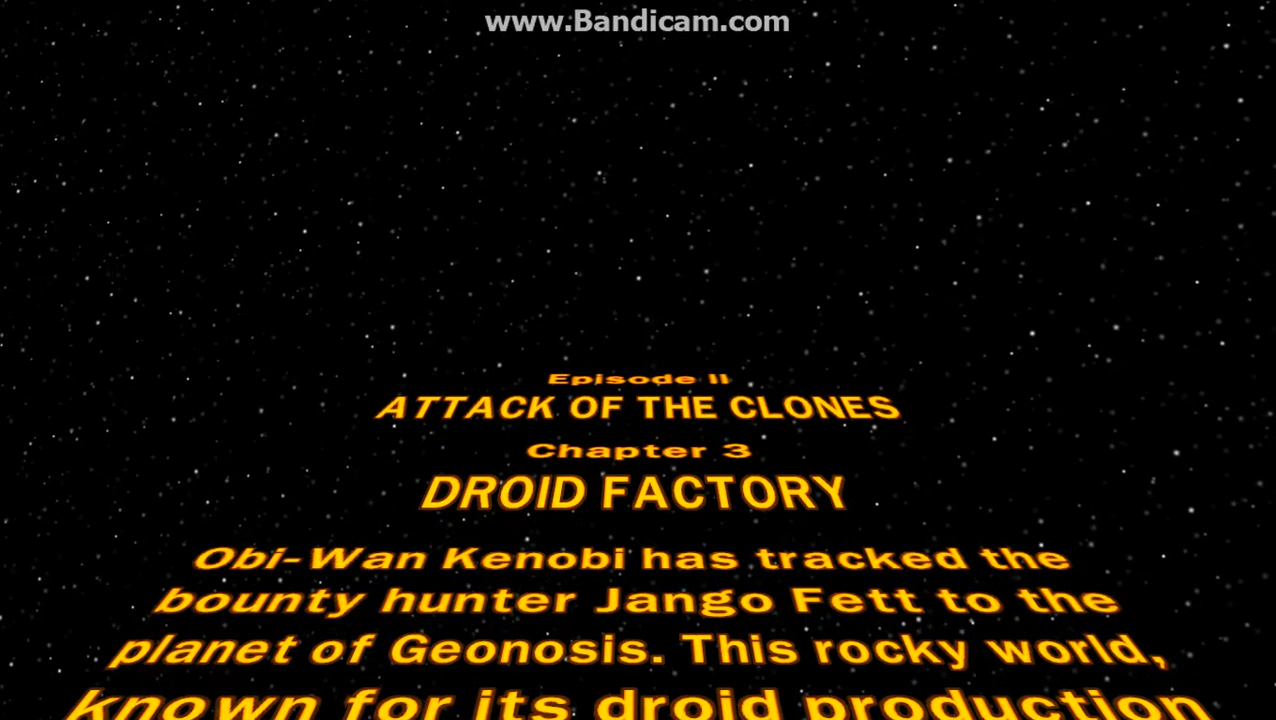 www.Bandicam.com
Episode II
ATTACK OF THE CLONES
Chapter 3
DROID FACTORY
Obi-Wan Kenobi has tracked the
bounty hunter Jango Fett to the
planet of Geonosis. This rocky world,
known for its droid production